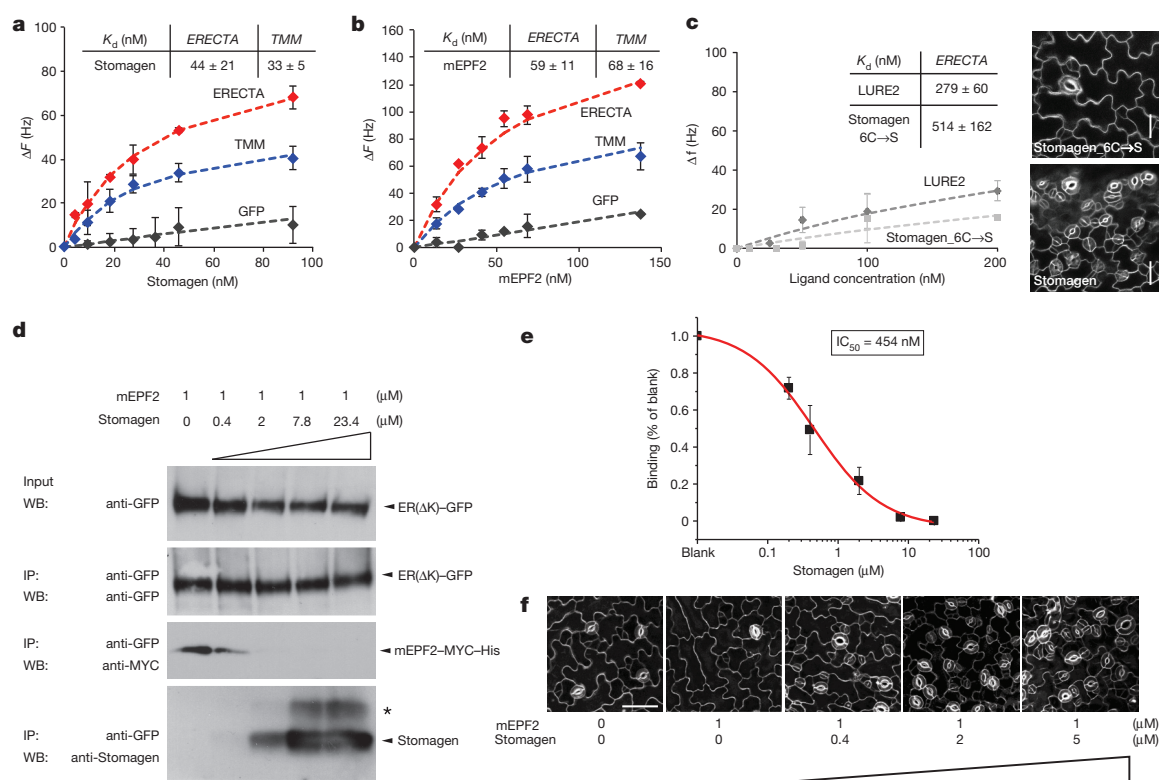 a
K_d (nM) ERECTA TMM
Stomagen 44 ± 21 33 ± 5
ΔF (Hz)
100
80
60
40
20
0
ERECTA
TMM
GFP
0 20 40 60 80 100
Stomagen (nM)
b
K_d (nM) ERECTA TMM
mEPF2 59 ± 11 68 ± 16
ΔF (Hz)
160
140
120
100
80
60
40
20
0
ERECTA
TMM
GFP
0 50 100 150
mEPF2 (nM)
c
K_d (nM) ERECTA
LURE2 279 ± 60
Stomagen
6C→S
514 ± 162
Δf (Hz)
100
80
60
40
20
0
LURE2
Stomagen_6C→S
0 50 100 150 200
Ligand concentration (nM)
Stomagen_6C→S
Stomagen
d
mEPF2 1 1 1 1 1 (μM)
Stomagen 0 0.4 2 7.8 23.4 (μM)
Input
WB: anti-GFP
ER(ΔK)–GFP
IP: anti-GFP
WB: anti-GFP
ER(ΔK)–GFP
IP: anti-GFP
WB: anti-MYC
mEPF2–MYC–His
*
IP: anti-GFP
WB: anti-Stomagen
Stomagen
e
IC50 = 454 nM
Binding (% of blank)
1.0
0.8
0.6
0.4
0.2
0
Blank 0.1 1 10 100
Stomagen (μM)
f
mEPF2 0 1 1 1 1 (μM)
Stomagen 0 0 0.4 2 5 (μM)